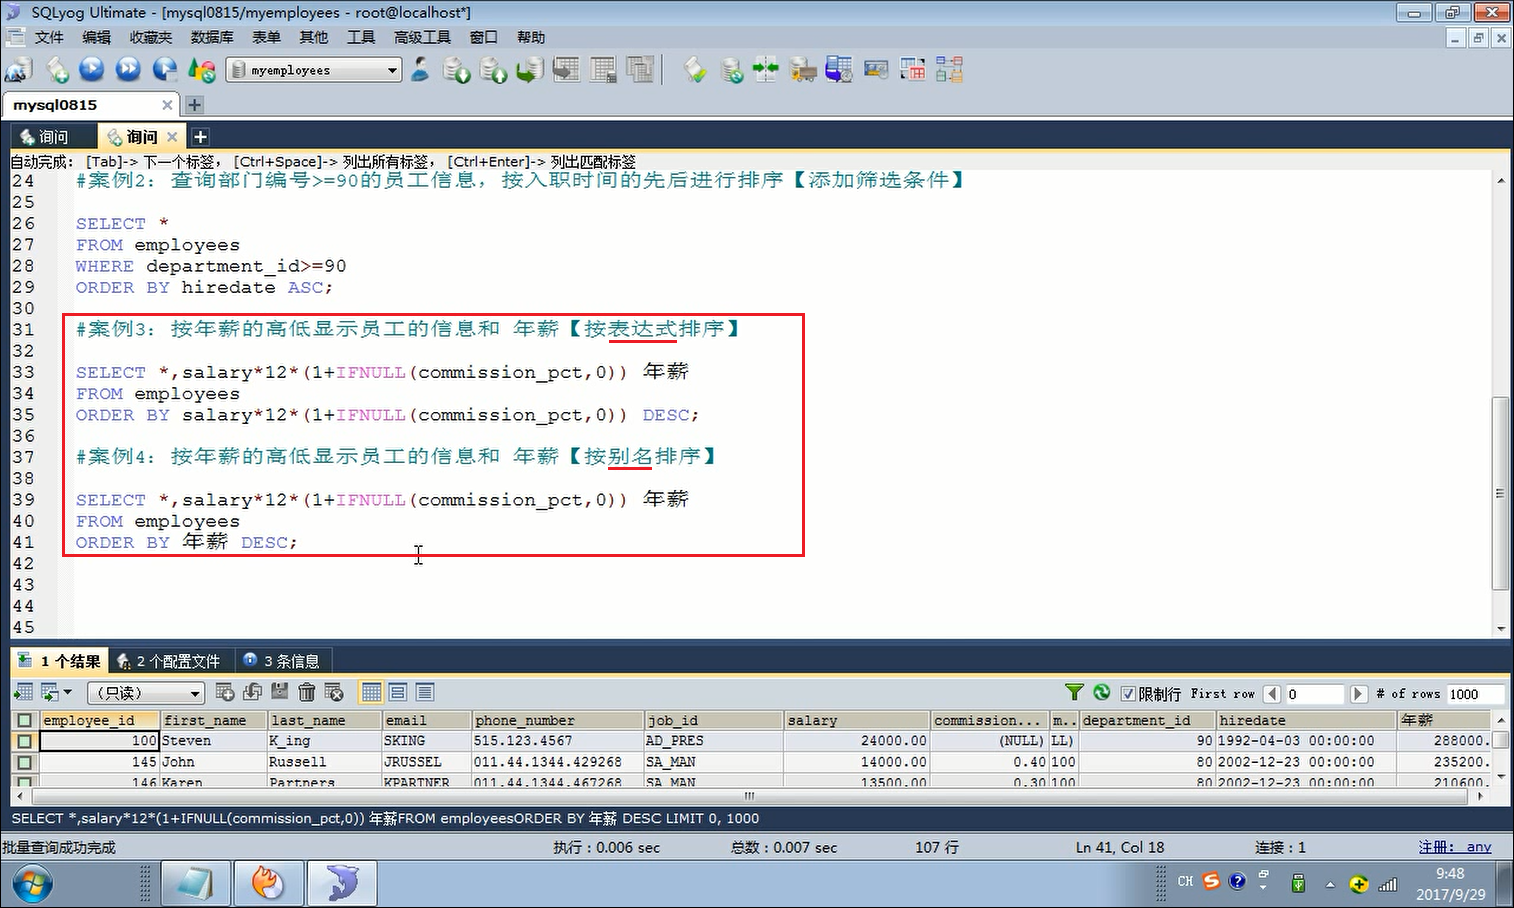 SQLyog Ultimate - [mysql0815/myemployees - root@localhost*]
文件 编辑 收藏夹 数据库 表单 其他 工具 高级工具 窗口 帮助
myemployees
mysql0815
询问 询问
自动完成： [Tab]-> 下一个标签， [Ctrl+Space]-> 列出所有标签， [Ctrl+Enter]-> 列出匹配标签
24 #案例2：查询部门编号>=90的员工信息，按入职时间的先后进行排序【添加筛选条件】
25
26 SELECT *
27 FROM employees
28 WHERE department_id>=90
29 ORDER BY hiredate ASC;
30
31 #案例3：按年薪的高低显示员工的信息和 年薪【按表达式排序】
32
33 SELECT *,salary*12*(1+IFNULL(commission_pct,0)) 年薪
34 FROM employees
35 ORDER BY salary*12*(1+IFNULL(commission_pct,0)) DESC;
36
37 #案例4：按年薪的高低显示员工的信息和 年薪【按别名排序】
38
39 SELECT *,salary*12*(1+IFNULL(commission_pct,0)) 年薪
40 FROM employees
41 ORDER BY 年薪 DESC;
42
43
44
45
1 个结果 2 个配置文件 3 条信息
（只读） 限制行 First row 0 # of rows 1000
employee_id first_name last_name email phone_number job_id salary commission... m.. department_id hiredate 年薪
100 Steven K_ing SKING 515.123.4567 AD_PRES 24000.00 (NULL) LL) 90 1992-04-03 00:00:00 288000.
145 John Russell JRUSSEL 011.44.1344.429268 SA_MAN 14000.00 0.40 100 80 2002-12-23 00:00:00 235200.
146 Karen Partners KPARTNER 011.44.1344.467268 SA_MAN 13500.00 0.30 100 80 2002-12-23 00:00:00 210600.
SELECT *,salary*12*(1+IFNULL(commission_pct,0)) 年薪FROM employeesORDER BY 年薪 DESC LIMIT 0, 1000
批量查询成功完成 执行：0.006 sec 总数：0.007 sec 107 行 Ln 41, Col 18 连接：1 注册: any
CH 9:48
2017/9/29